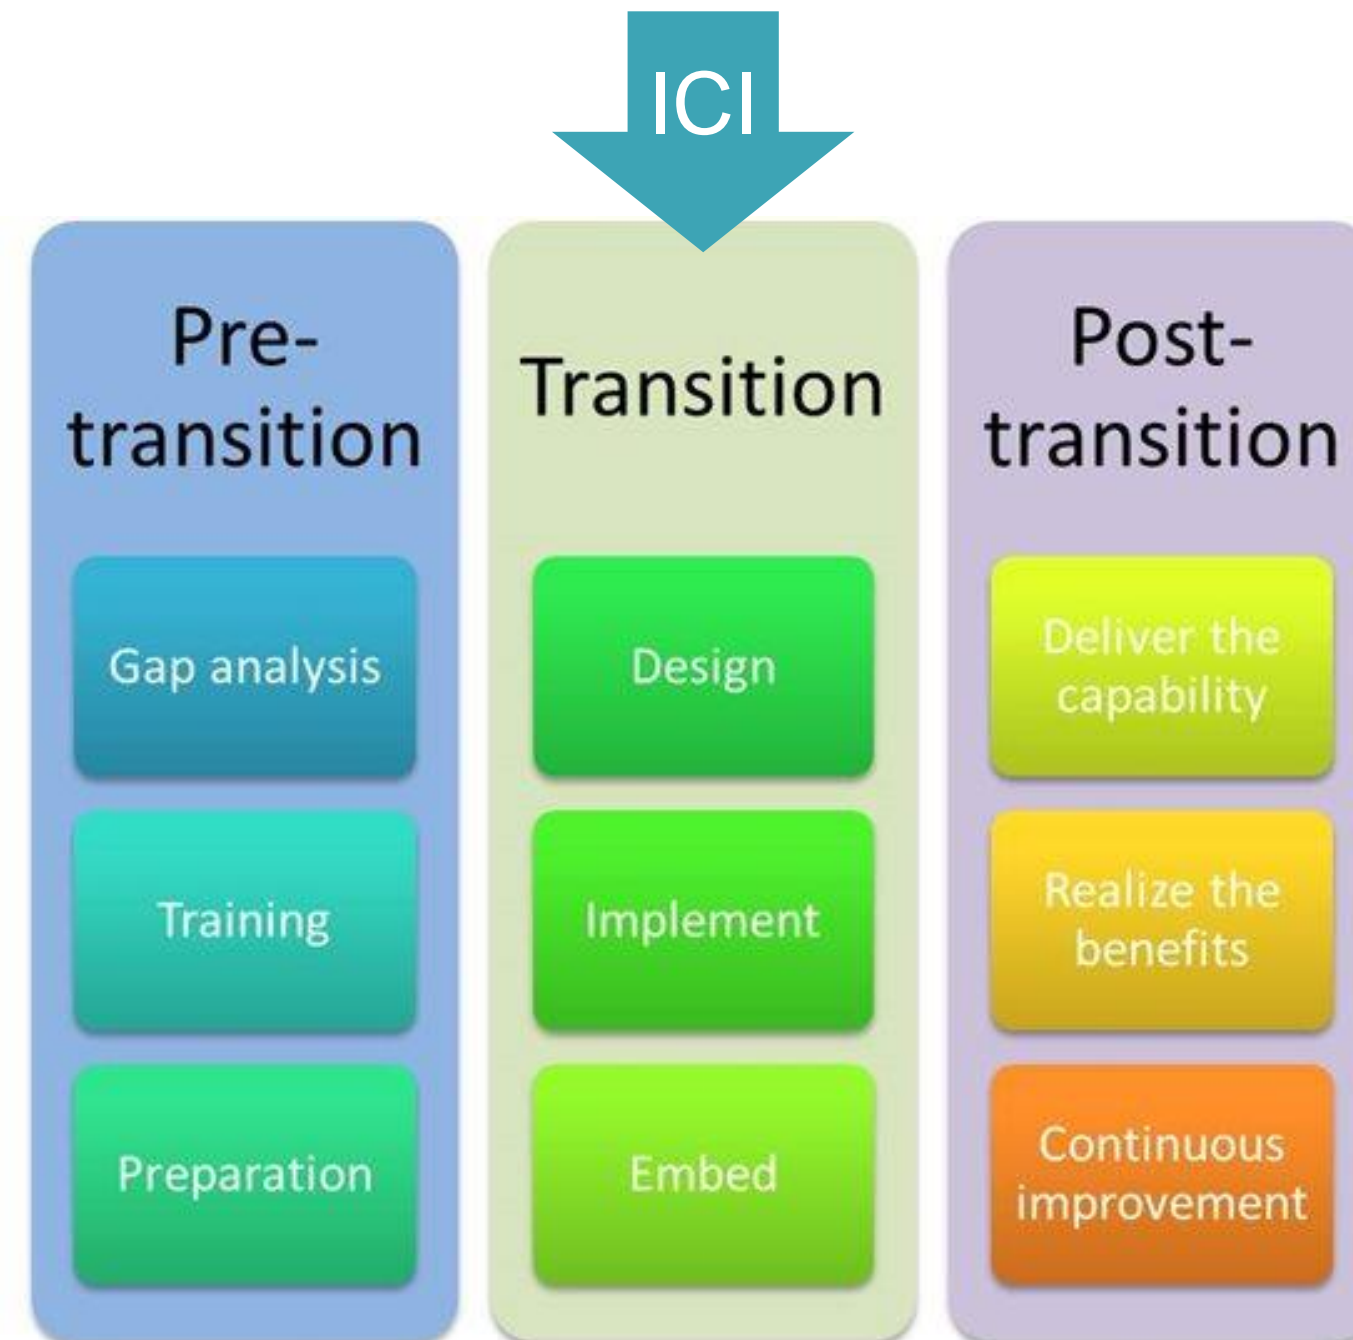 ICI
Pre-
transition
Gap analysis
Training
Preparation
Transition
Design
Implement
Embed
Post-
transition
Deliver the
capability
Realize the
benefits
Continuous
improvement